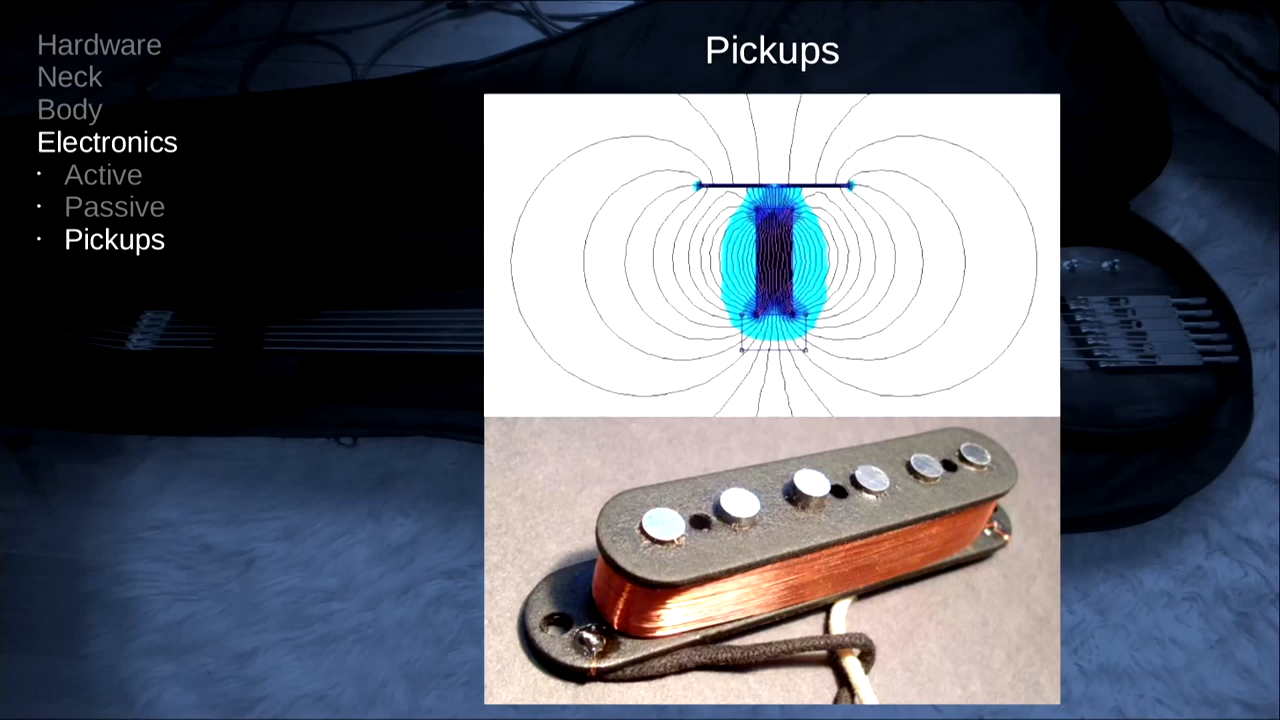 Hardware
Neck
Body
Electronics
· Active
· Passive
· Pickups
Pickups